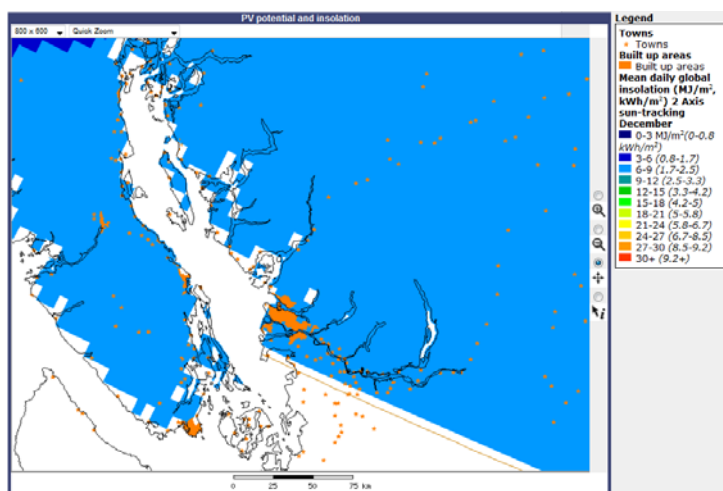 PV potential and insolation
800 x 600
Quick Zoom
Legend
Towns
Towns
Built up areas
Built up areas
Mean daily global
insolation (MJ/m²,
kWh/m²) 2 Axis
sun-tracking
December
0-3 MJ/m²(0-0.8
kWh/m²)
3-6 (0.8-1.7)
6-9 (1.7-2.5)
9-12 (2.5-3.3)
12-15 (3.3-4.2)
15-18 (4.2-5)
18-21 (5-5.8)
21-24 (5.8-6.7)
24-27 (6.7-8.5)
27-30 (8.5-9.2)
30+ (9.2+)
0 25 50 75 km